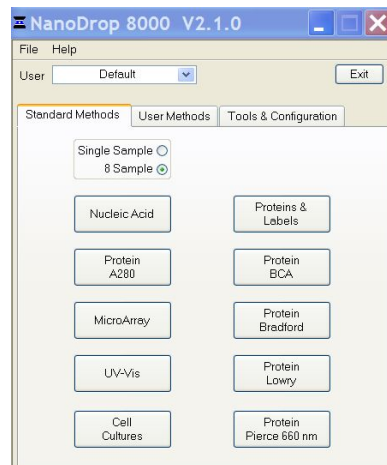 NanoDrop 8000 V2.1.0
File Help
User Default Exit
Standard Methods User Methods Tools & Configuration
Single Sample
8 Sample
Nucleic Acid
Proteins &
Labels
Protein
A280
Protein
BCA
MicroArray
Protein
Bradford
UV-Vis
Protein
Lowry
Cell
Cultures
Protein
Pierce 660 nm